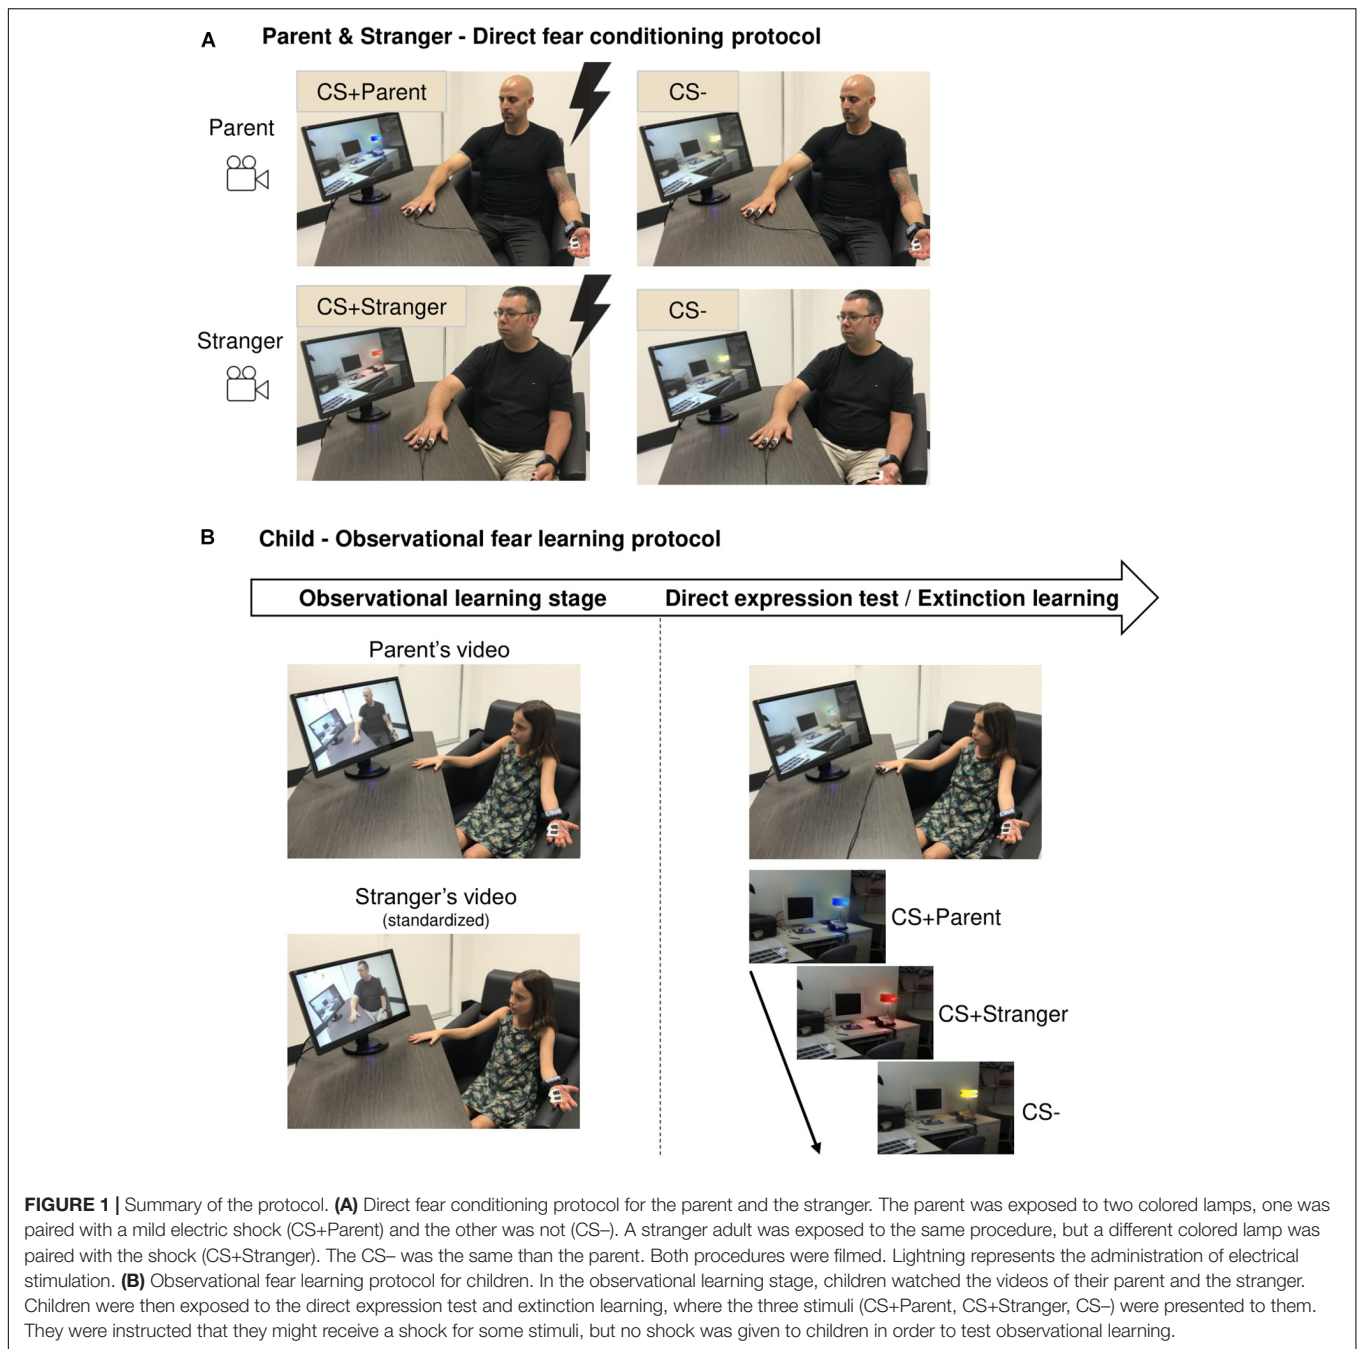 A Parent & Stranger - Direct fear conditioning protocol
CS+Parent
CS-
Parent
CS+Stranger
CS-
Stranger
B Child - Observational fear learning protocol
Observational learning stage
Direct expression test / Extinction learning
Parent's video
Stranger's video
(standardized)
CS+Parent
CS+Stranger
CS-
FIGURE 1 | Summary of the protocol. (A) Direct fear conditioning protocol for the parent and the stranger. The parent was exposed to two colored lamps, one was
paired with a mild electric shock (CS+Parent) and the other was not (CS–). A stranger adult was exposed to the same procedure, but a different colored lamp was
paired with the shock (CS+Stranger). The CS– was the same than the parent. Both procedures were filmed. Lightning represents the administration of electrical
stimulation. (B) Observational fear learning protocol for children. In the observational learning stage, children watched the videos of their parent and the stranger.
Children were then exposed to the direct expression test and extinction learning, where the three stimuli (CS+Parent, CS+Stranger, CS–) were presented to them.
They were instructed that they might receive a shock for some stimuli, but no shock was given to children in order to test observational learning.